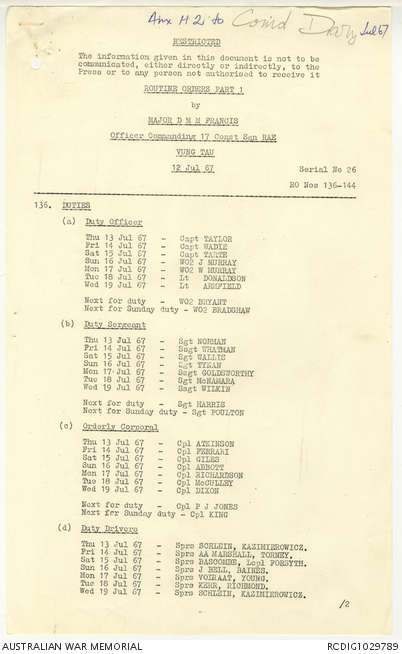 Anx H 2 to Comd Diary Jul 67
RESTRICTED
The information given in this document is not to be
communicated, either directly or indirectly, to the
Press or to any person not authorised to receive it
ROUTINE ORDERS PART 1
by
MAJOR D M M FRANCIS
Officer Commanding 17 Const Sqn RAE
VUNG TAU
12 Jul 67
Serial No 26
RO Nos 136-144
136. DUTIES
(a) Duty Officer
Thu 13 Jul 67 - Capt TAYLOR
Fri 14 Jul 67 - Capt WADIE
Sat 15 Jul 67 - Capt TARTE
Sun 16 Jul 67 - WO2 J MURRAY
Mon 17 Jul 67 - WO2 W MURRAY
Tue 18 Jul 67 - Lt DONALDSON
Wed 19 Jul 67 - Lt ARMFIELD
Next for duty - WO2 BRYANT
Next for Sunday duty - WO2 BRADSHAW
(b) Duty Sergeant
Thu 13 Jul 67 - Sgt NORMAN
Fri 14 Jul 67 - Ssgt WHATMAN
Sat 15 Jul 67 - Sgt WALLIS
Sun 16 Jul 67 - Sgt TYNAN
Mon 17 Jul 67 - Ssgt GOLDSWORTHY
Tue 18 Jul 67 - Sgt McNAMARA
Wed 19 Jul 67 - Ssgt WILKIN
Next for duty - Sgt HARRIS
Next for Sunday duty - Sgt POULTON
(c) Orderly Corporal
Thu 13 Jul 67 - Cpl ATKINSON
Fri 14 Jul 67 - Cpl FERRARI
Sat 15 Jul 67 - Cpl GILES
Sun 16 Jul 67 - Cpl ABBOTT
Mon 17 Jul 67 - Cpl RICHARDSON
Tue 18 Jul 67 - Cpl McCULLEY
Wed 19 Jul 67 - Cpl DIXON
Next for duty - Cpl P J JONES
Next for Sunday duty - Cpl KING
(d) Duty Drivers
Thu 13 Jul 67 - Sprs SCHLEIN, KAZIMIEROWICZ.
Fri 14 Jul 67 - Sprs AA MARSHALL, TORNEY.
Sat 15 Jul 67 - Sprs BASCOMBE, Lcpl FORSYTH.
Sun 16 Jul 67 - Sprs J BELL, BAINES.
Mon 17 Jul 67 - Sprs VOIRAAT, YOUNG.
Tue 18 Jul 67 - Sprs KERR, RICHMOND.
Wed 19 Jul 67 - Sprs SCHLEIN, KAZIMIEROWICZ.
/2
AUSTRALIAN WAR MEMORIAL
RCDIG1029789